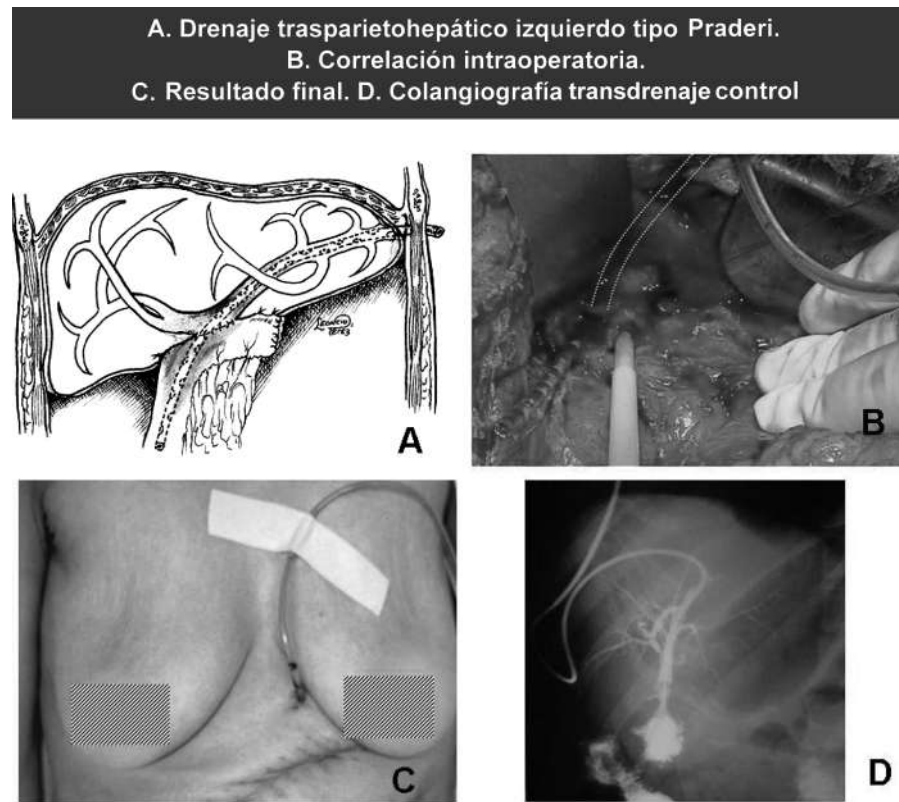 A. Drenaje trasparietohepático izquierdo tipo Praderi.
B. Correlación intraoperatoria.
C. Resultado final. D. Colangiografía transdrenaje control
A
B
C
D